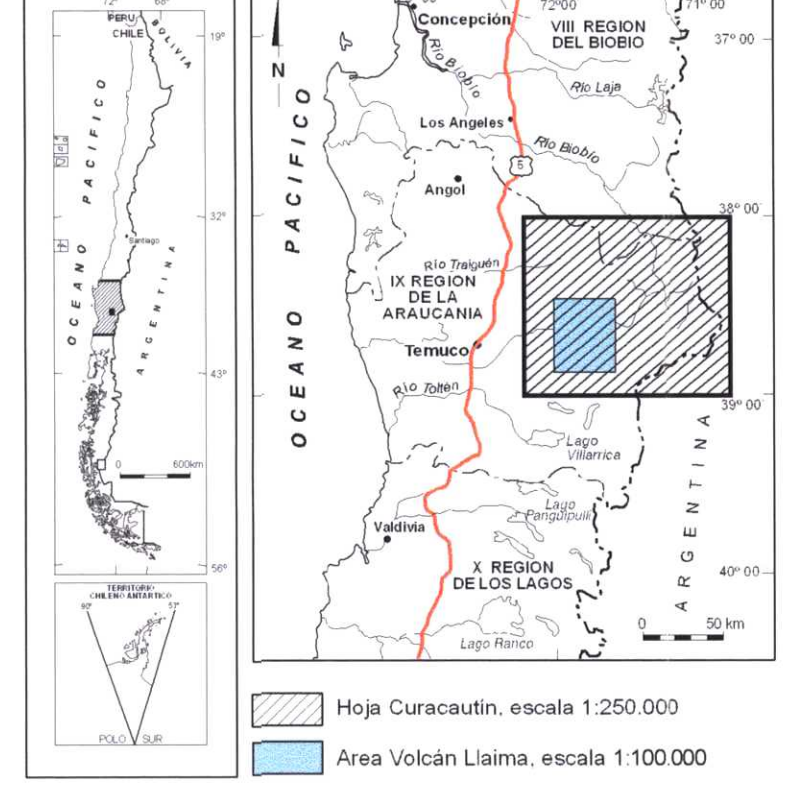 72°
68°
PERU
CHILE
BOLIVIA
19°
OCEANO PACIFICO
32°
Santiago
ARGENTINA
43°
0 600km
56°
TERRITORIO
CHILENO ANTARTICO
90°
53°
POLO SUR
72°00'
71°00'
Concepción
VIII REGION
DEL BIOBIO
37°00'
N
Río Biobío
Río Laja
Los Angeles
Río Biobío
5
Angol
38°00'
OCEANO PACIFICO
Río Traiguén
IX REGION
DE LA
ARAUCANIA
Temuco
Río Toltén
39°00'
Lago
Villarrica
ARGENTINA
Lago
Panguipulli
Valdivia
X REGION
DE LOS LAGOS
40°00'
0 50 km
Lago Ranco
Hoja Curacautín, escala 1:250.000
Area Volcán Llaima, escala 1:100.000